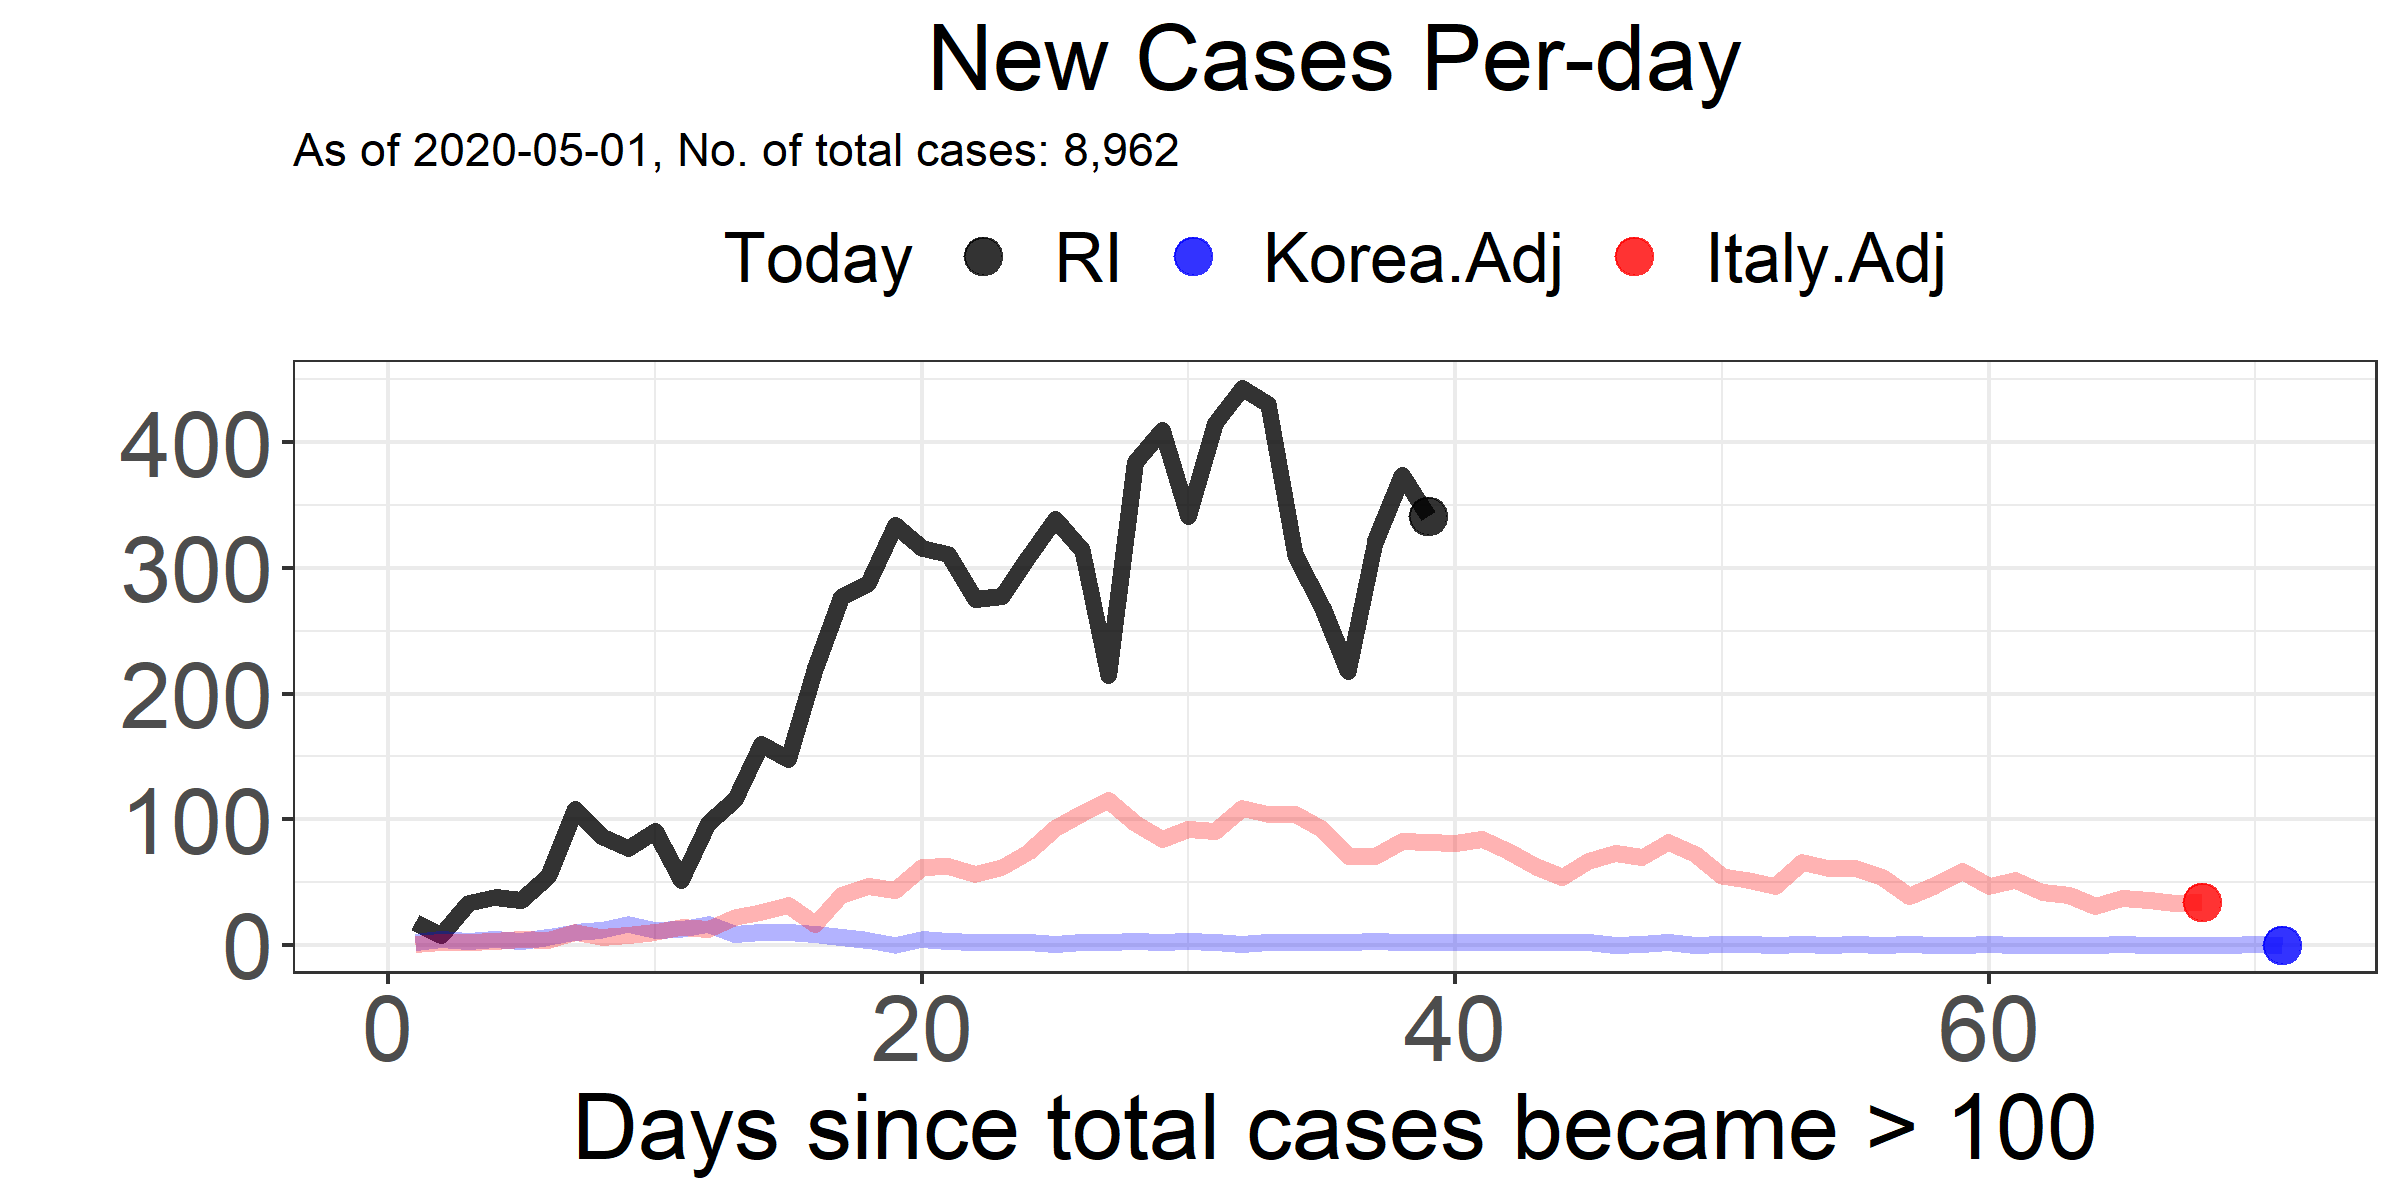 New Cases Per-day
As of 2020-05-01, No. of total cases: 8,962
Today RI Korea.Adj Italy.Adj
400
300
200
100
0
0 20 40 60
Days since total cases became > 100